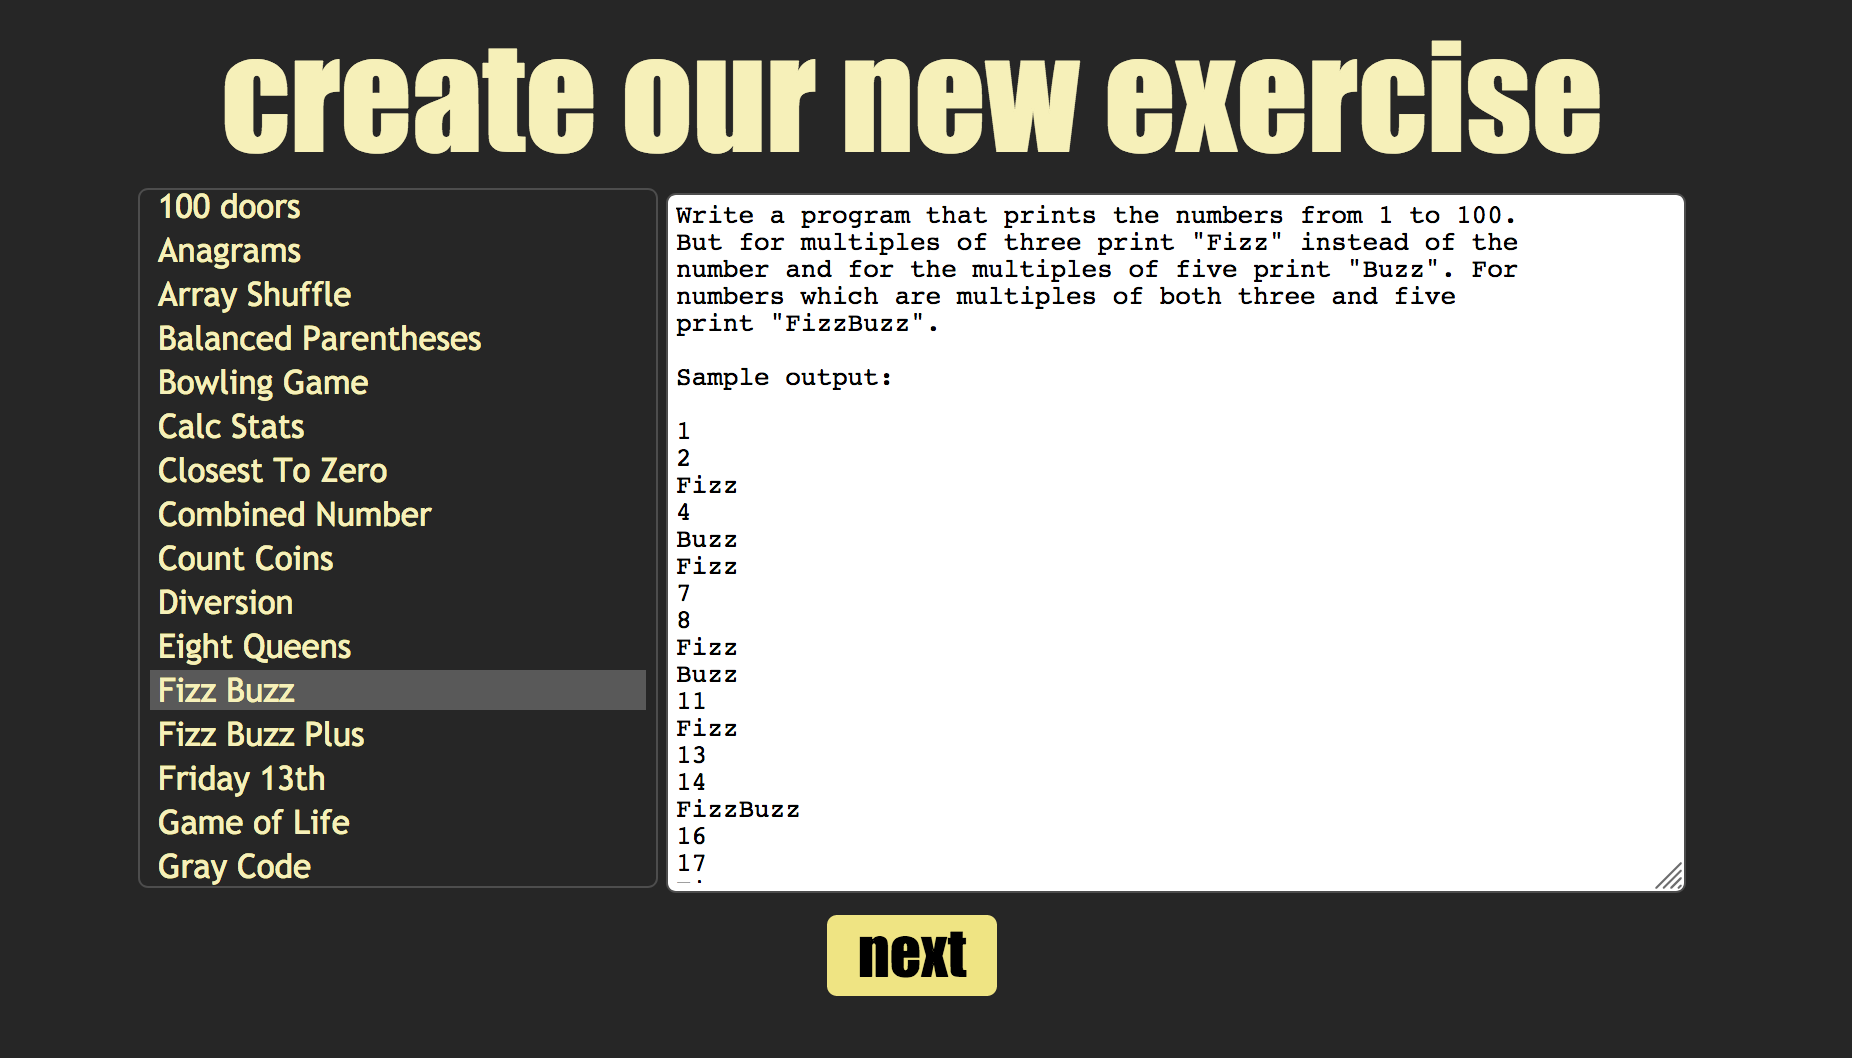 create our new exercise
100 doors
Anagrams
Array Shuffle
Balanced Parentheses
Bowling Game
Calc Stats
Closest To Zero
Combined Number
Count Coins
Diversion
Eight Queens
Fizz Buzz
Fizz Buzz Plus
Friday 13th
Game of Life
Gray Code
Write a program that prints the numbers from 1 to 100.
But for multiples of three print "Fizz" instead of the
number and for the multiples of five print "Buzz". For
numbers which are multiples of both three and five
print "FizzBuzz".
Sample output:
1
2
Fizz
4
Buzz
Fizz
7
8
Fizz
Buzz
11
Fizz
13
14
FizzBuzz
16
17
next